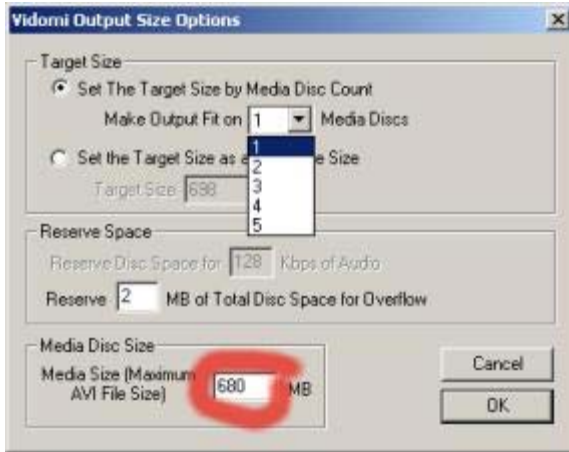 Vidomi Output Size Options
Target Size
Set The Target Size by Media Disc Count
Make Output Fit on 1 Media Discs
1
Set the Target Size as a e Size
2
Target Size 698
3
4
5
Reserve Space
Reserve Disc Space for 128 Kbps of Audio
Reserve 2 MB of Total Disc Space for Overflow
Media Disc Size
Media Size (Maximum
AVI File Size) 680 MB
Cancel
OK